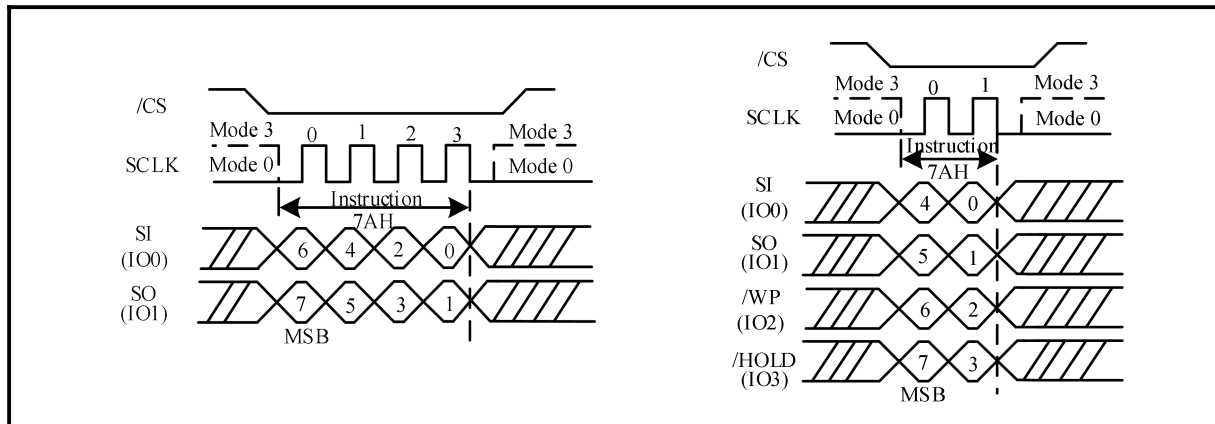 /CS
Mode 3 0 1 2 3 Mode 3
SCLK Mode 0 Mode 0
Instruction
7AH
SI
(IO0) 6 4 2 0
SO
(IO1) 7 5 3 1
MSB
/CS
Mode 3 0 1 Mode 3
SCLK Mode 0 Mode 0
Instruction
7AH
SI
(IO0) 4 0
SO
(IO1) 5 1
/WP
(IO2) 6 2
/HOLD
(IO3) 7 3
MSB